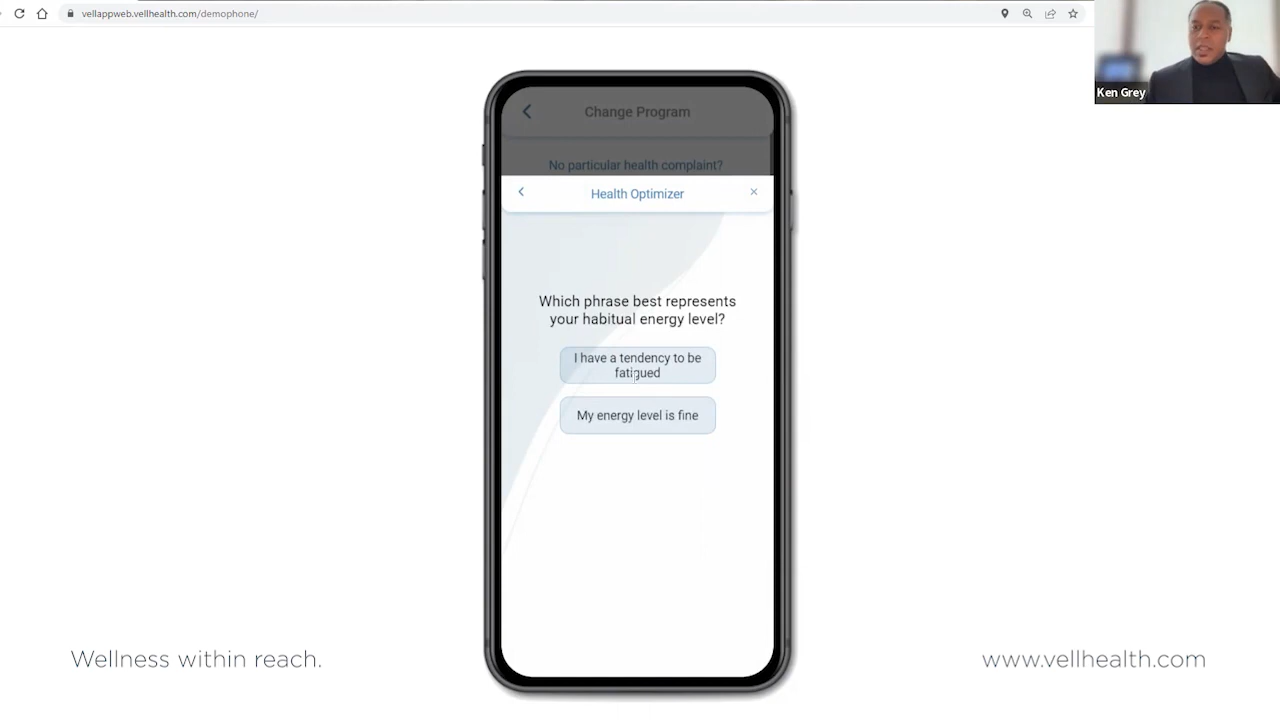 vellappweb.vellhealth.com/demophone/
Ken Grey
Change Program
No particular health complaint?
Health Optimizer
Which phrase best represents
your habitual energy level?
I have a tendency to be
fatigued
My energy level is fine
Wellness within reach.
www.vellhealth.com